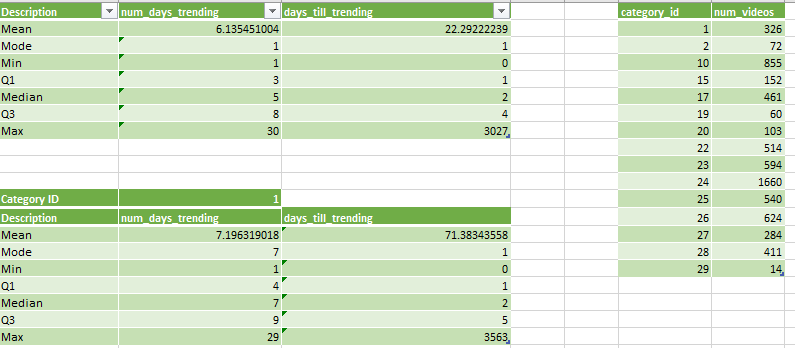 Description num_days_trending days_till_trending
Mean 6.135451004 22.29222239
Mode 1 1
Min 1 0
Q1 3 1
Median 5 2
Q3 8 4
Max 30 3027
Category ID 1
Description num_days_trending days_till_trending
Mean 7.196319018 71.38343558
Mode 7 1
Min 1 0
Q1 4 1
Median 7 2
Q3 9 5
Max 29 3563
category_id num_videos
1 326
2 72
10 855
15 152
17 461
19 60
20 103
22 514
23 594
24 1660
25 540
26 624
27 284
28 411
29 14